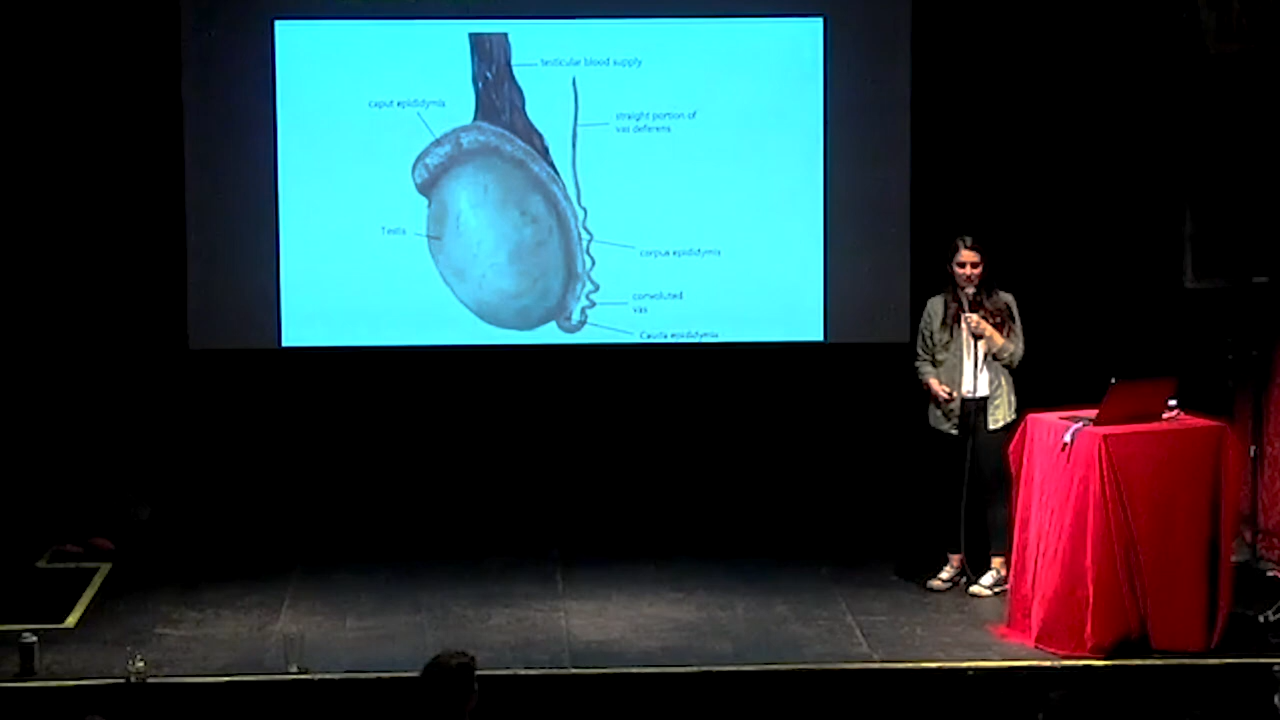 testicular blood supply
caput epididymis
straight portion of
vas deferens
Testis
corpus epididymis
convoluted
vas
Cauda epididymis